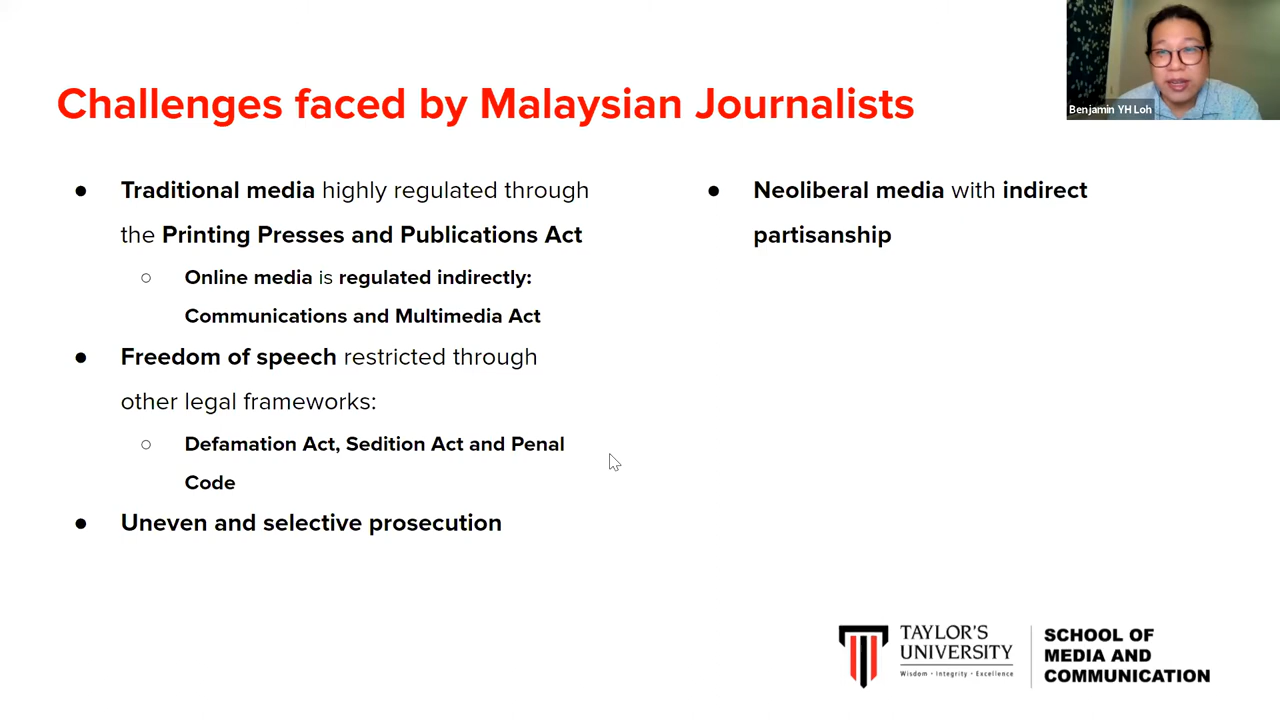 Challenges faced by Malaysian Journalists
Benjamin YH Loh
● Traditional media highly regulated through
the Printing Presses and Publications Act
○ Online media is regulated indirectly:
Communications and Multimedia Act
● Freedom of speech restricted through
other legal frameworks:
○ Defamation Act, Sedition Act and Penal
Code
● Uneven and selective prosecution
● Neoliberal media with indirect
partisanship
TAYLOR'S
UNIVERSITY
Wisdom • Integrity • Excellence
SCHOOL OF
MEDIA AND
COMMUNICATION